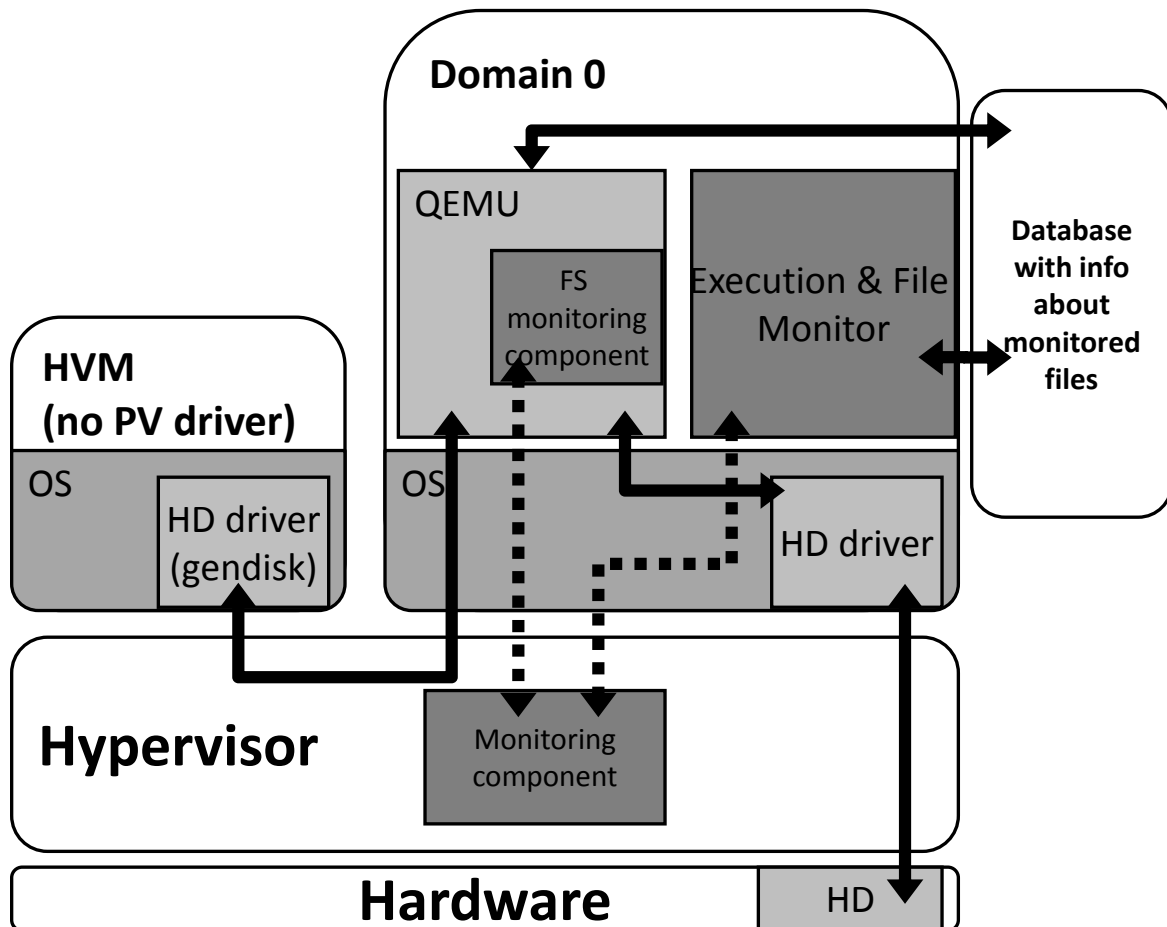 Domain 0
QEMU
FS
monitoring
component
Execution & File
Monitor
Database
with info
about
monitored
files
HVM
(no PV driver)
OS
HD driver
(gendisk)
OS
HD driver
Hypervisor
Monitoring
component
Hardware
HD